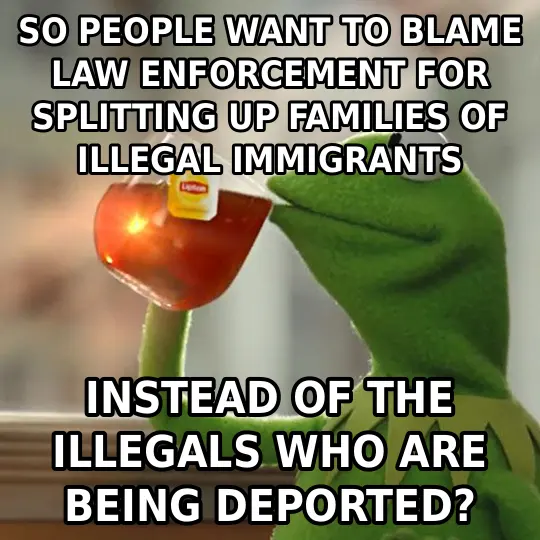 SO PEOPLE WANT TO BLAME
LAW ENFORCEMENT FOR
SPLITTING UP FAMILIES OF
ILLEGAL IMMIGRANTS
Lipton
INSTEAD OF THE
ILLEGALS WHO ARE
BEING DEPORTED?